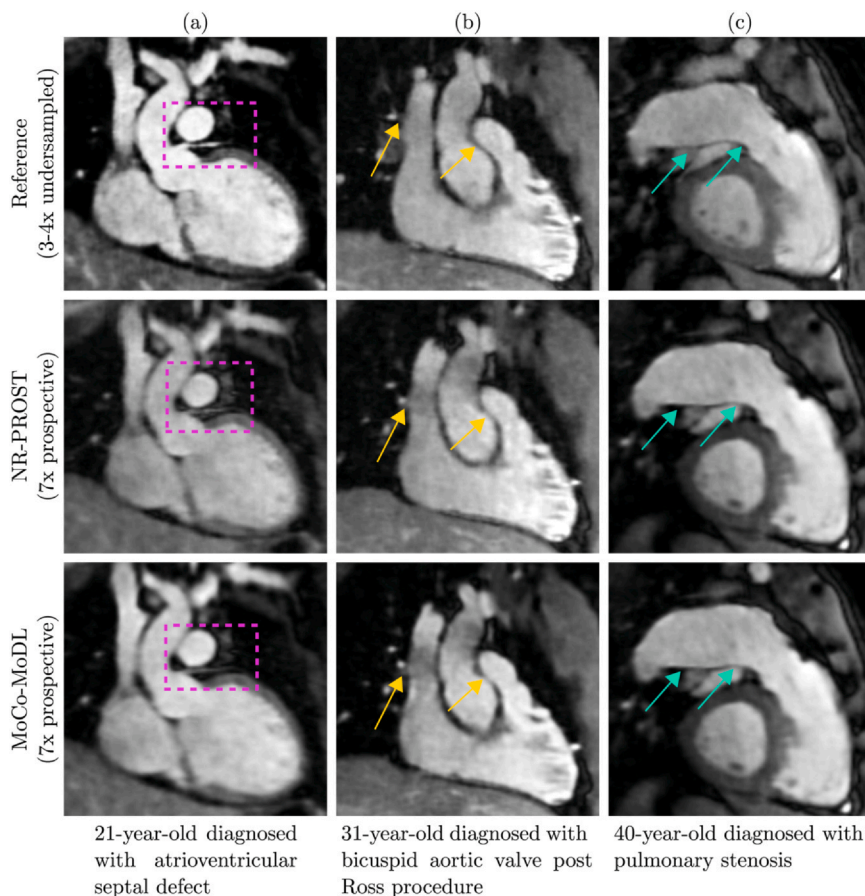 (a)
(b)
(c)
Reference
(3-4x undersampled)
NR-PROST
(7x prospective)
MoCo-MoDL
(7x prospective)
21-year-old diagnosed
with atrioventricular
septal defect
31-year-old diagnosed with
bicuspid aortic valve post
Ross procedure
40-year-old diagnosed with
pulmonary stenosis